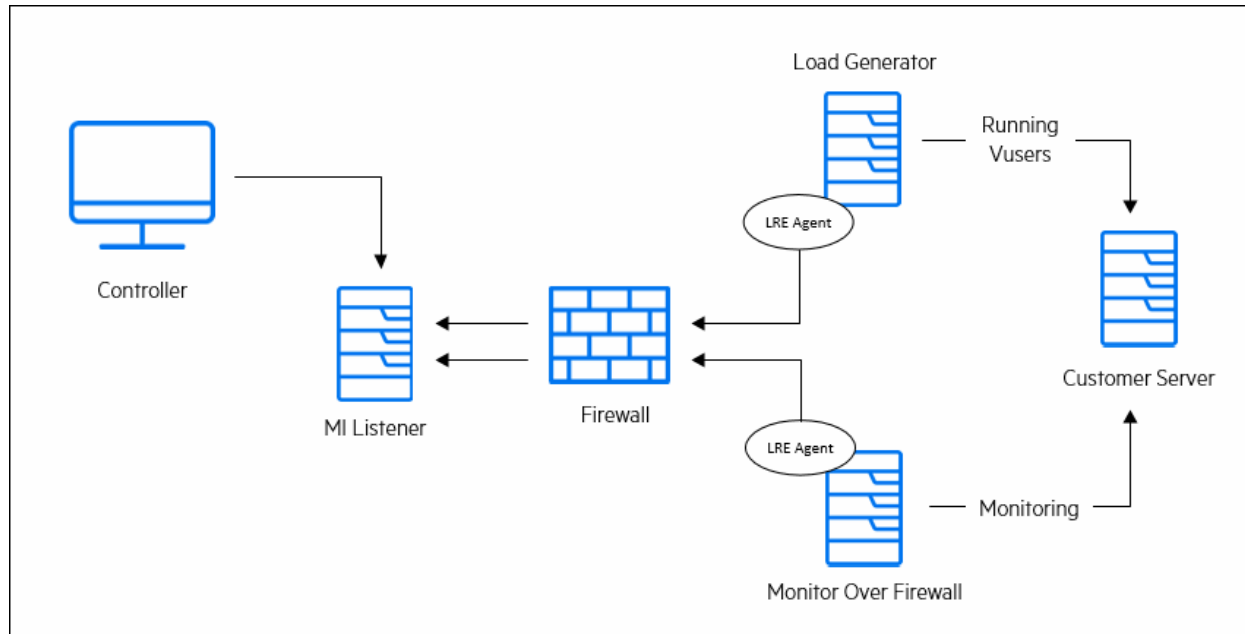 Load Generator
Running
Vusers
LRE Agent
Controller
MI Listener
Firewall
Customer Server
LRE Agent
Monitoring
Monitor Over Firewall